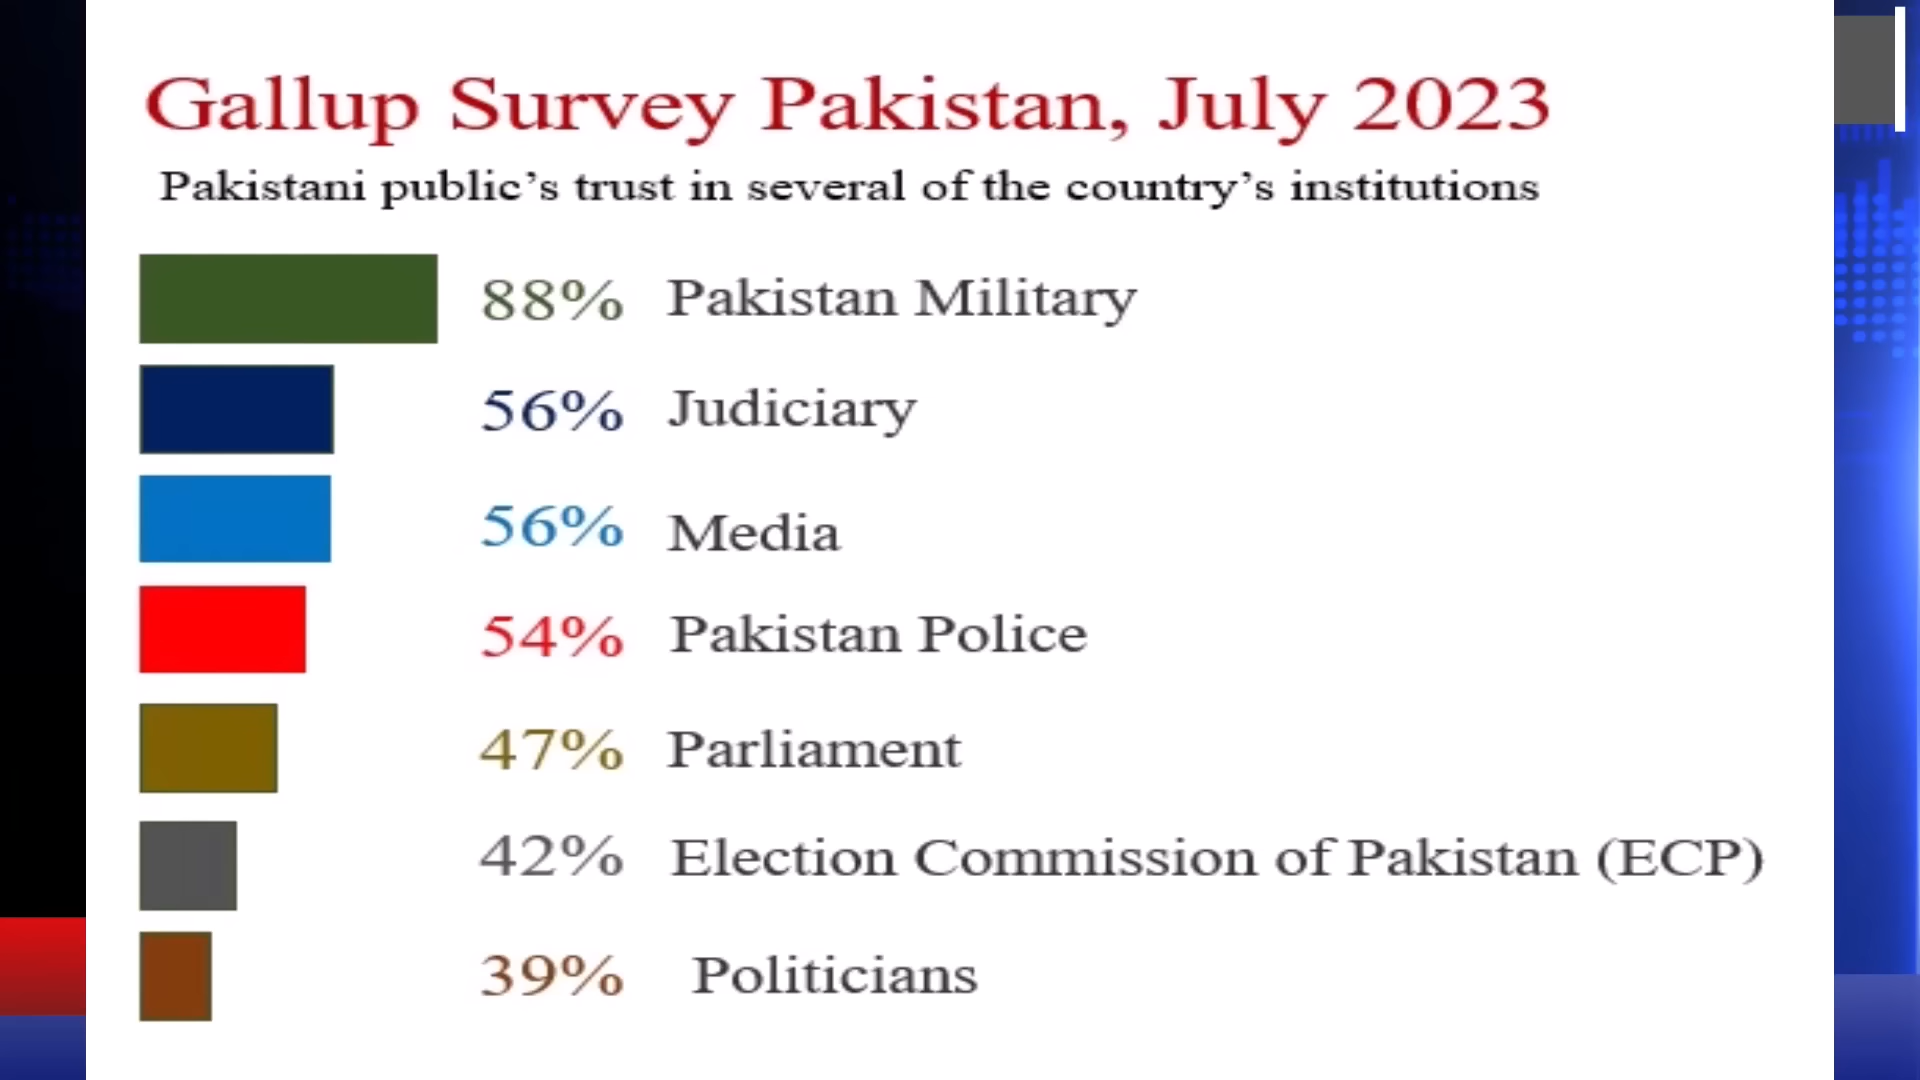 Gallup Survey Pakistan, July 2023
Pakistani public’s trust in several of the country’s institutions
88% Pakistan Military
56% Judiciary
56% Media
54% Pakistan Police
47% Parliament
42% Election Commission of Pakistan (ECP)
39% Politicians